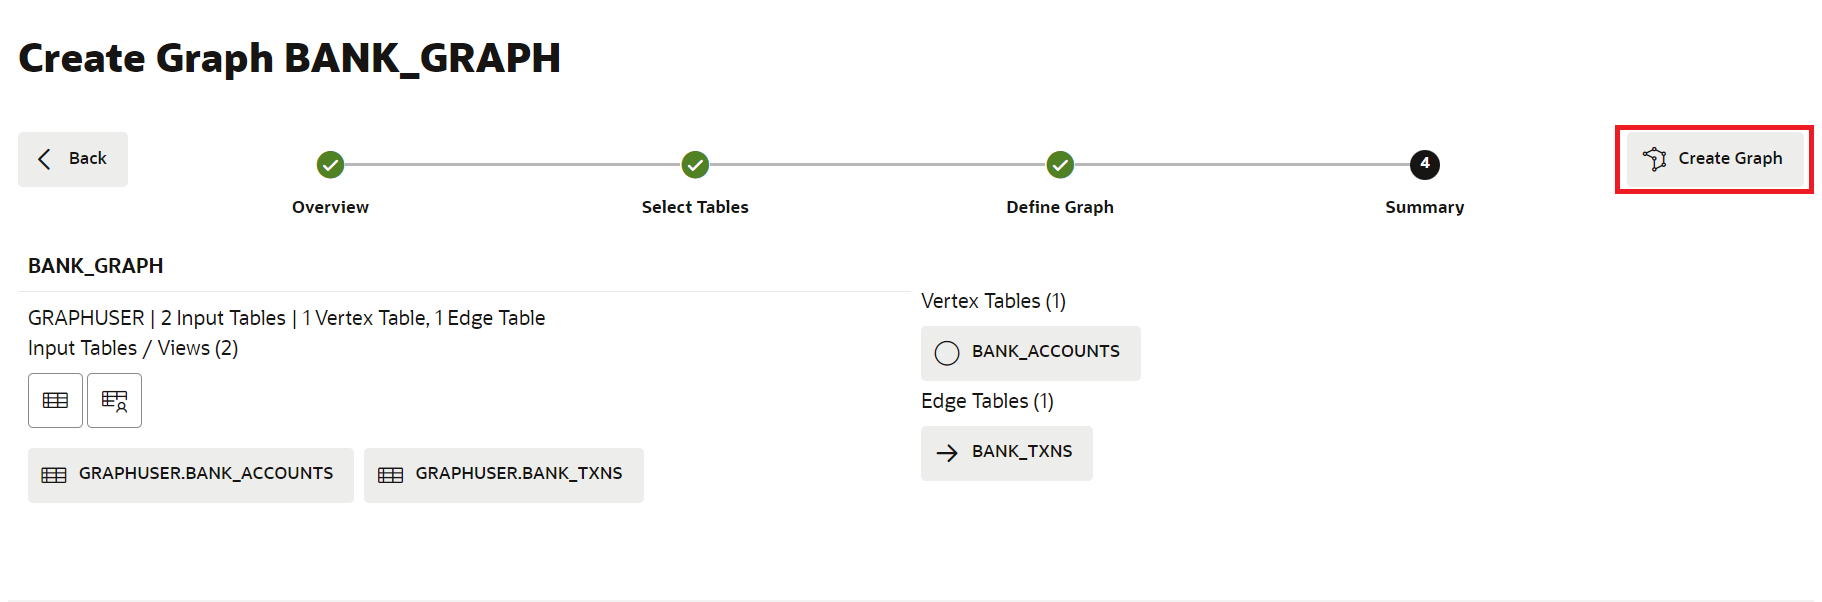 Create Graph BANK_GRAPH
Back
4
Create Graph
Overview
Select Tables
Define Graph
Summary
BANK_GRAPH
GRAPHUSER | 2 Input Tables | 1 Vertex Table, 1 Edge Table
Input Tables / Views (2)
GRAPHUSER.BANK_ACCOUNTS
GRAPHUSER.BANK_TXNS
Vertex Tables (1)
BANK_ACCOUNTS
Edge Tables (1)
BANK_TXNS